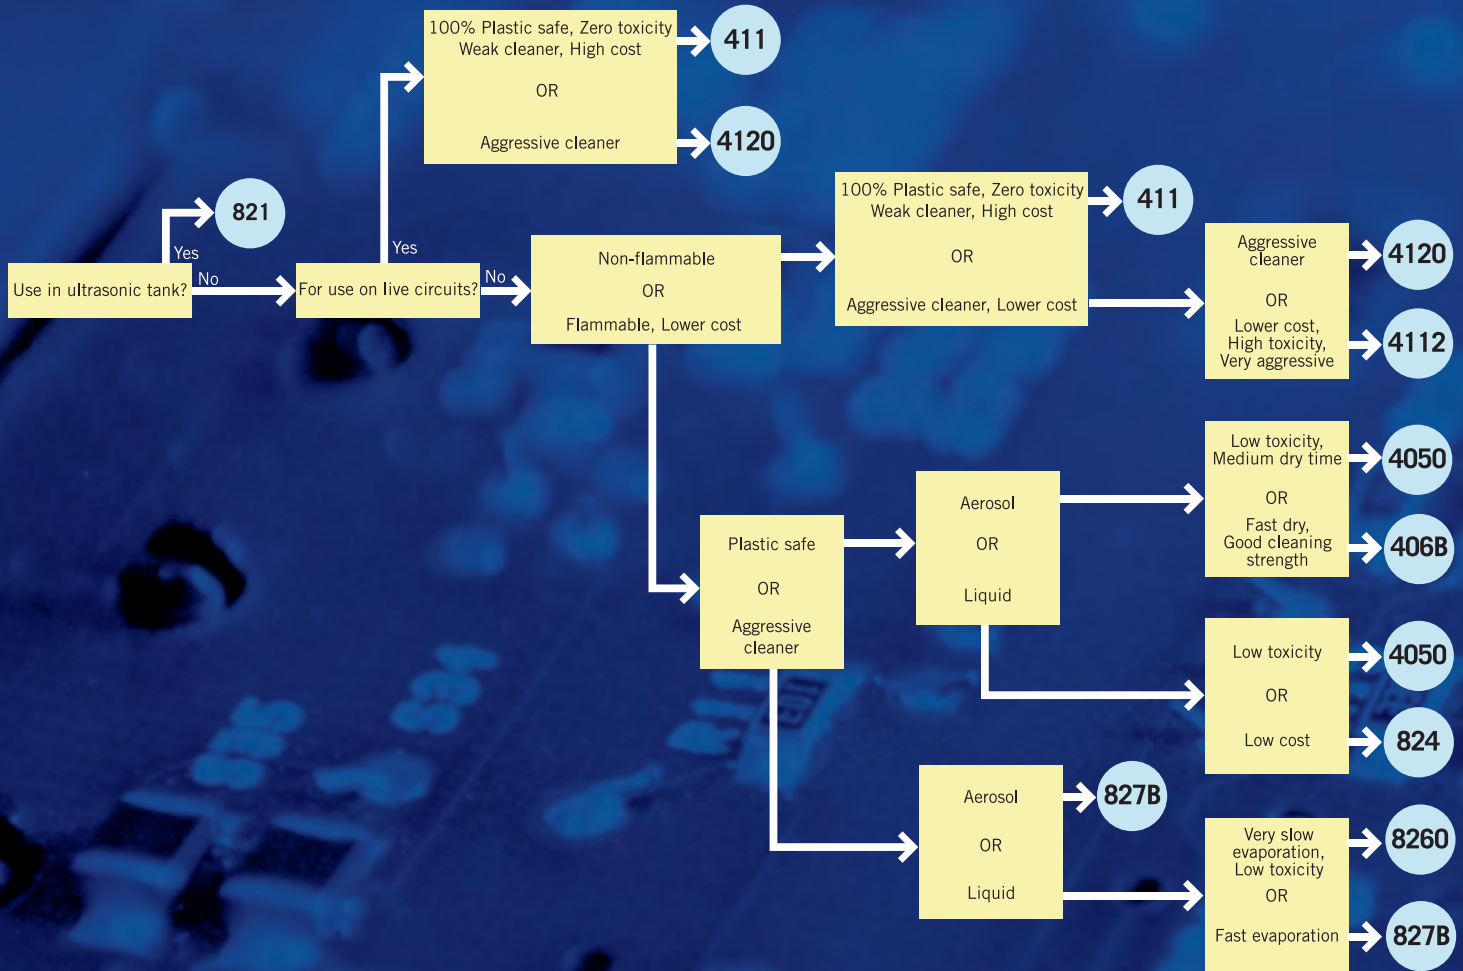 100% Plastic safe, Zero toxicity
Weak cleaner, High cost
OR
Aggressive cleaner
411
4120
821
Yes
No
Use in ultrasonic tank?
Yes
No
For use on live circuits?
Non-flammable
OR
Flammable, Lower cost
100% Plastic safe, Zero toxicity
Weak cleaner, High cost
OR
Aggressive cleaner, Lower cost
411
Aggressive
cleaner
OR
Lower cost,
High toxicity,
Very aggressive
4120
4112
Plastic safe
OR
Aggressive
cleaner
Aerosol
OR
Liquid
Low toxicity,
Medium dry time
OR
Fast dry,
Good cleaning
strength
4050
406B
Low toxicity
OR
Low cost
4050
824
Aerosol
OR
Liquid
827B
Very slow
evaporation,
Low toxicity
OR
Fast evaporation
8260
827B
103